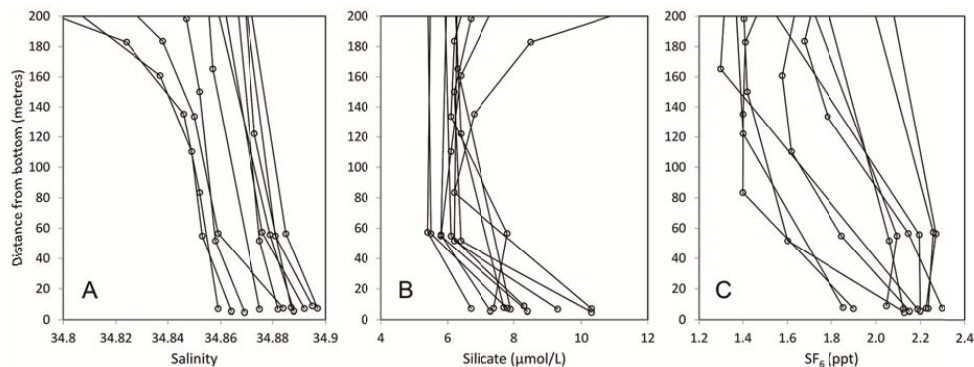 200 200 200
180 180 180
160 160 160
140 140 140
120 120 120
100 100 100
80 80 80
60 60 60
40 40 40
20 20 20
0 0 0
Distance from bottom (metres)
A B C
34.8 34.82 34.84 34.86 34.88 34.9 4 6 8 10 12 1.2 1.4 1.6 1.8 2 2.2 2.4
Salinity Silicate (μmol/L) SF6 (ppt)